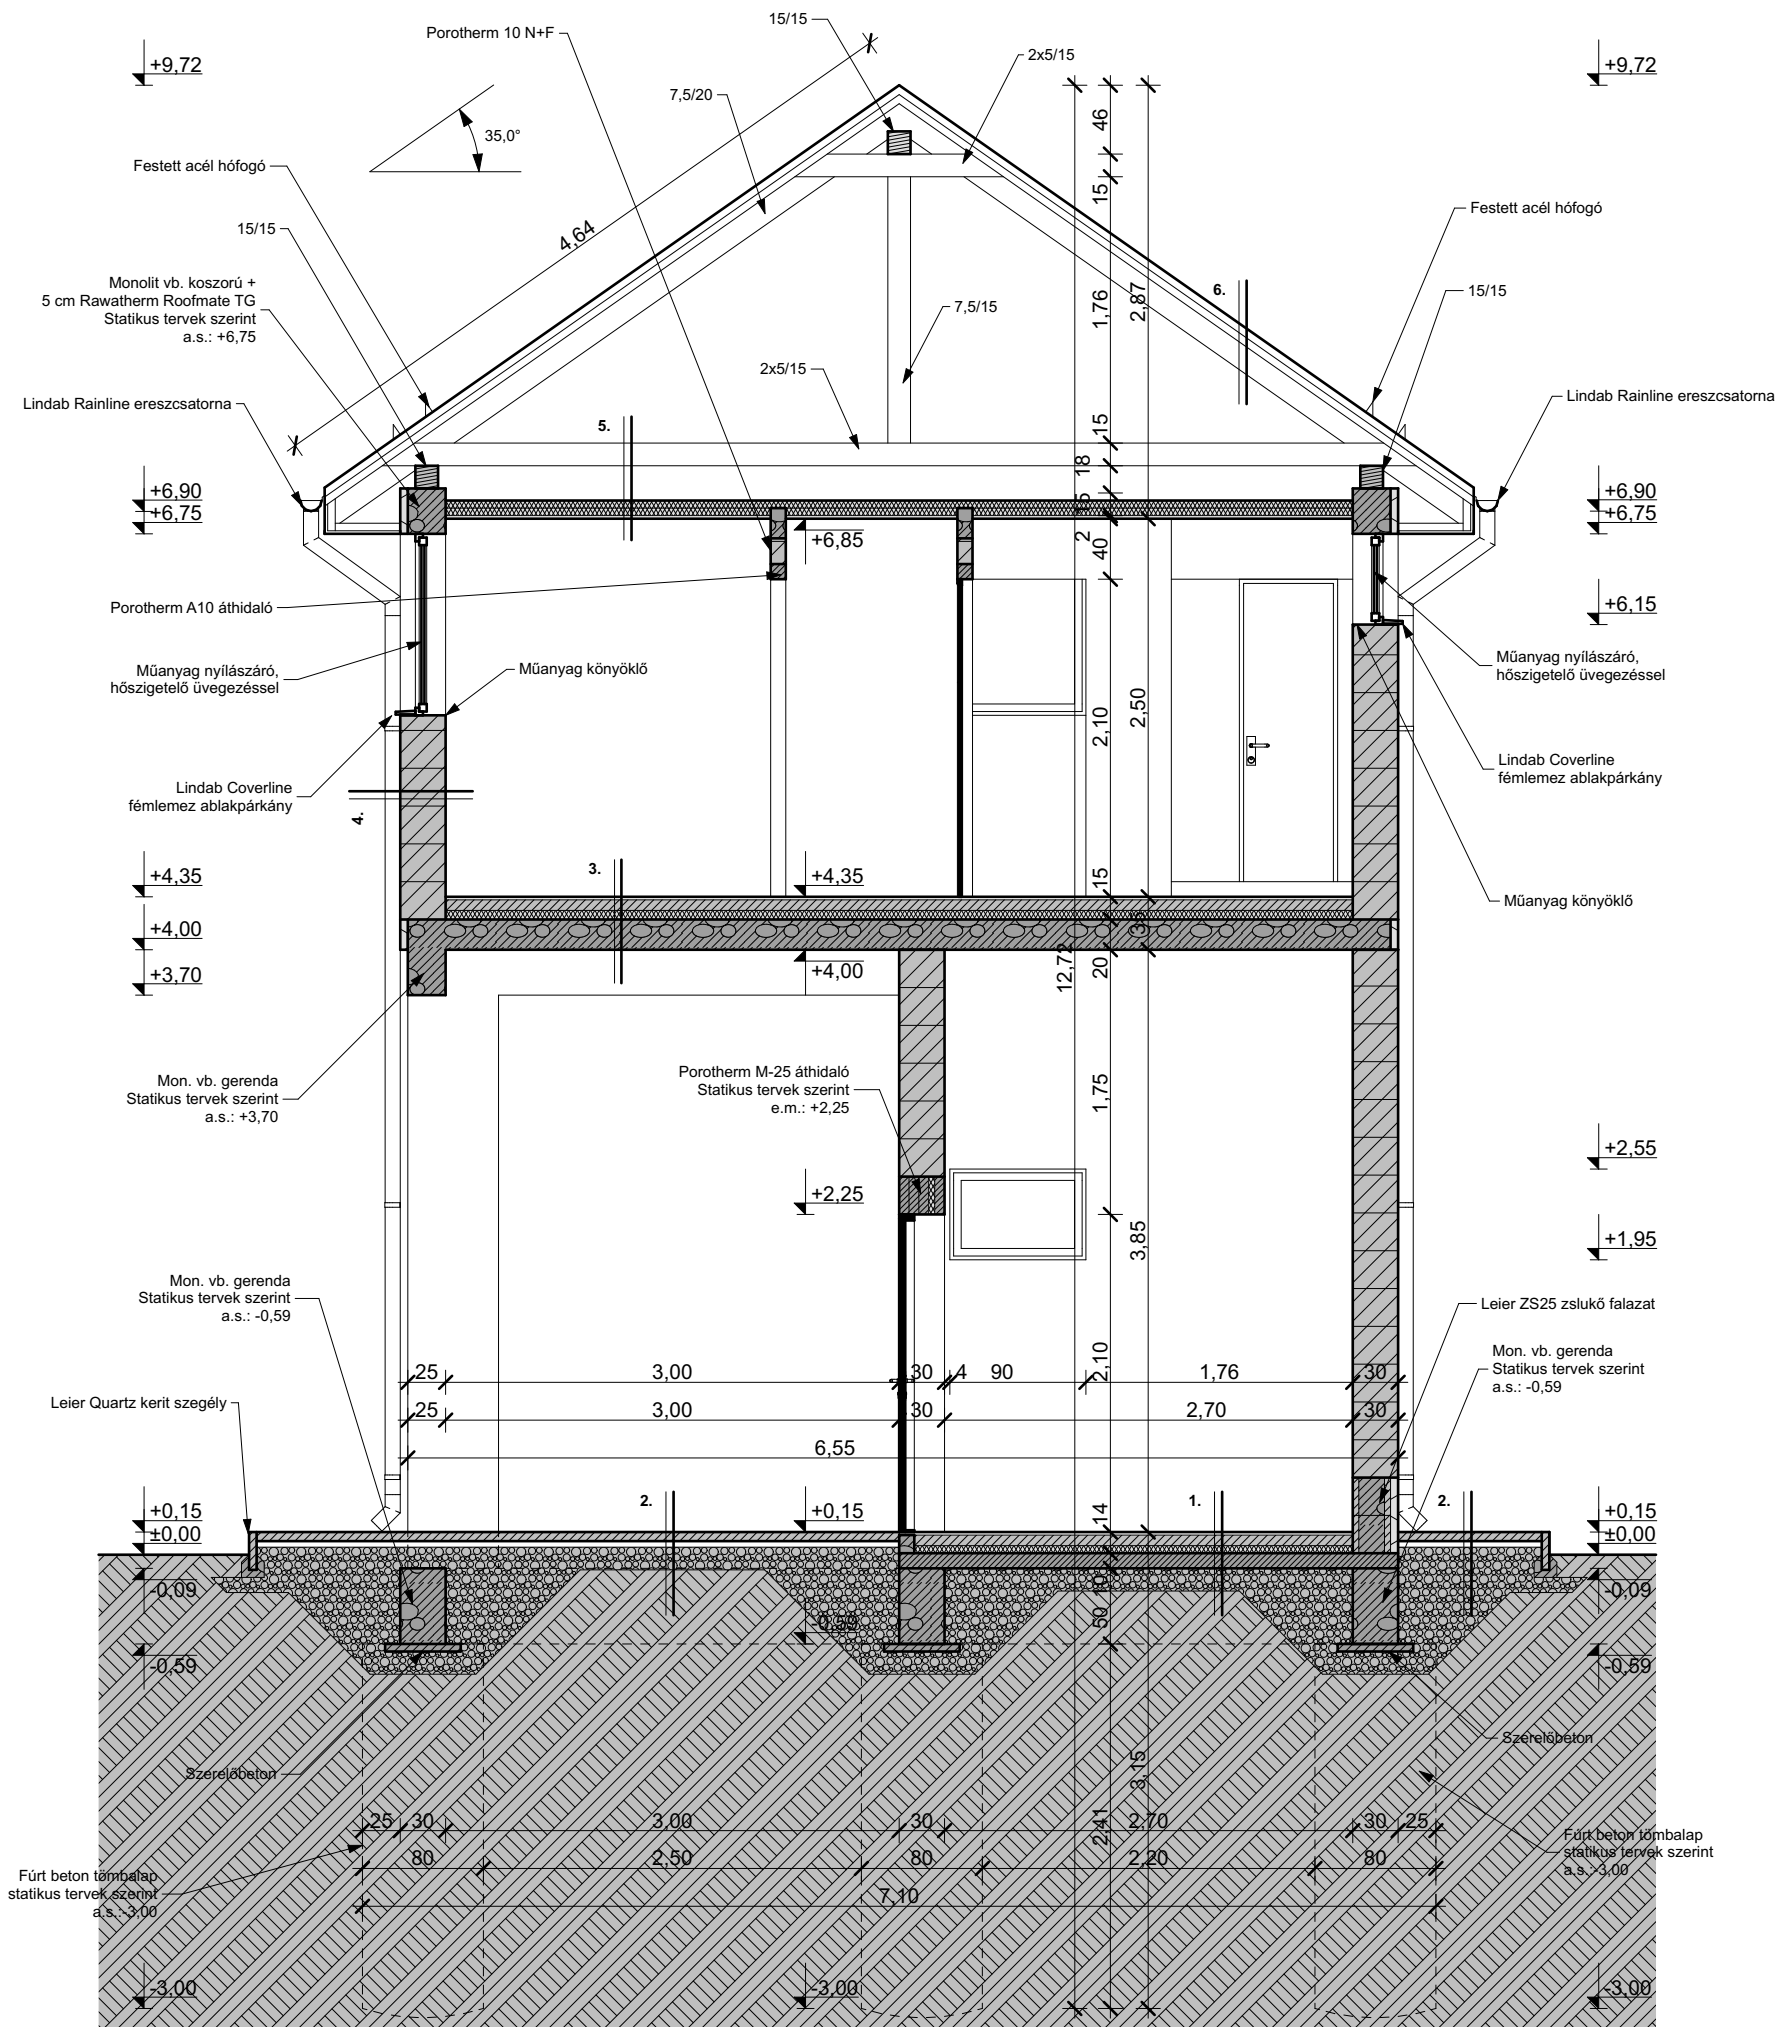 15/15
Porotherm 10 N+F
2x5/15
+9,72
+9,72
7,5/20
46
35,0°
Festett acél hófogó
15
Festett acél hófogó
15/15
4,64
Monolit vb. koszorú +
5 cm Rawatherm Roofmate TG
Statikus tervek szerint
a.s.: +6,75
6.
15/15
7,5/15
1,76
2,87
2x5/15
Lindab Rainline ereszcsatorna
Lindab Rainline ereszcsatorna
5.
15
18
15
+6,90
+6,75
+6,90
+6,75
+6,85
2
40
Porotherm A10 áthidaló
+6,15
Műanyag nyílászáró,
hőszigetelő üvegezéssel
Műanyag könyöklő
Műanyag nyílászáró,
hőszigetelő üvegezéssel
2,10
2,50
Lindab Coverline
fémlemez ablakpárkány
Lindab Coverline
fémlemez ablakpárkány
4.
3.
+4,35
+4,35
15
Műanyag könyöklő
+4,00
35
+3,70
+4,00
12,72
20
Mon. vb. gerenda
Statikus tervek szerint
a.s.: +3,70
Porotherm M-25 áthidaló
Statikus tervek szerint
e.m.: +2,25
1,75
+2,55
+2,25
3,85
+1,95
Mon. vb. gerenda
Statikus tervek szerint
a.s.: -0,59
Leier ZS25 zslukő falazat
Mon. vb. gerenda
Statikus tervek szerint
a.s.: -0,59
2,10
25 3,00 30 4 90 1,76 30
Leier Quartz kerit szegély
25 3,00 30 2,70 30
6,55
2.
1.
2.
+0,15
±0,00
+0,15
14
+0,15
±0,00
-0,09
10
-0,09
-0,59
50
-0,59
-0,59
Szerelőbeton
Szerelőbeton
3,15
2,41
25 30 3,00 30 2,70 30 25
80 2,50 80 2,20 80
7,10
Fúrt beton tömbalap
statikus tervek szerint
a.s.:-3,00
Fúrt beton tömbalap
statikus tervek szerint
a.s.:-3,00
-3,00
-3,00
-3,00